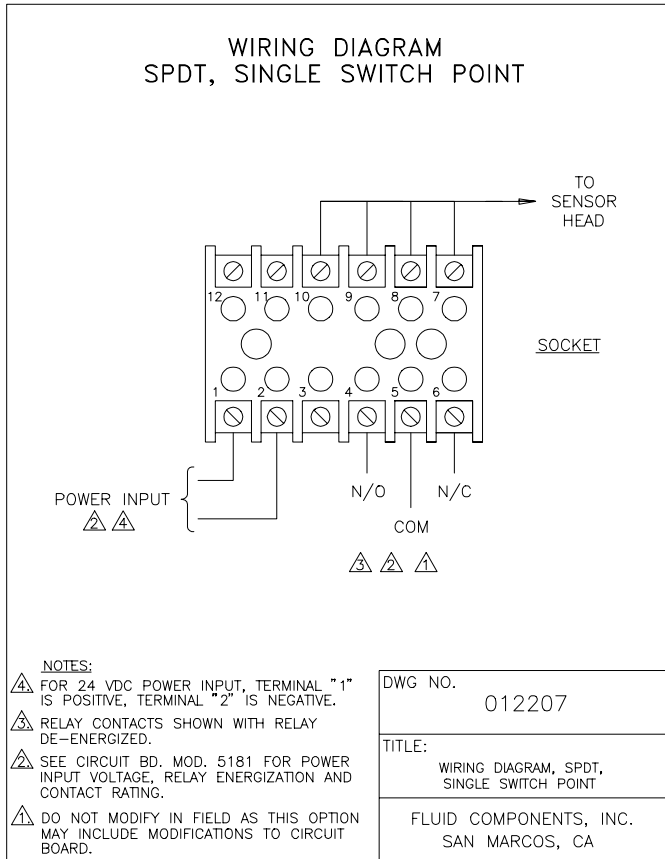 WIRING DIAGRAM
SPDT, SINGLE SWITCH POINT
TO
SENSOR
HEAD
12 11 10 9 8 7
SOCKET
1 2 3 4 5 6
N/O N/C
POWER INPUT
2 4
COM
3 2 1
NOTES:
4. FOR 24 VDC POWER INPUT, TERMINAL "1"
IS POSITIVE, TERMINAL "2" IS NEGATIVE.
3. RELAY CONTACTS SHOWN WITH RELAY
DE-ENERGIZED.
2. SEE CIRCUIT BD. MOD. 5181 FOR POWER
INPUT VOLTAGE, RELAY ENERGIZATION AND
CONTACT RATING.
1. DO NOT MODIFY IN FIELD AS THIS OPTION
MAY INCLUDE MODIFICATIONS TO CIRCUIT
BOARD.
DWG NO.
012207
TITLE:
WIRING DIAGRAM, SPDT,
SINGLE SWITCH POINT
FLUID COMPONENTS, INC.
SAN MARCOS, CA